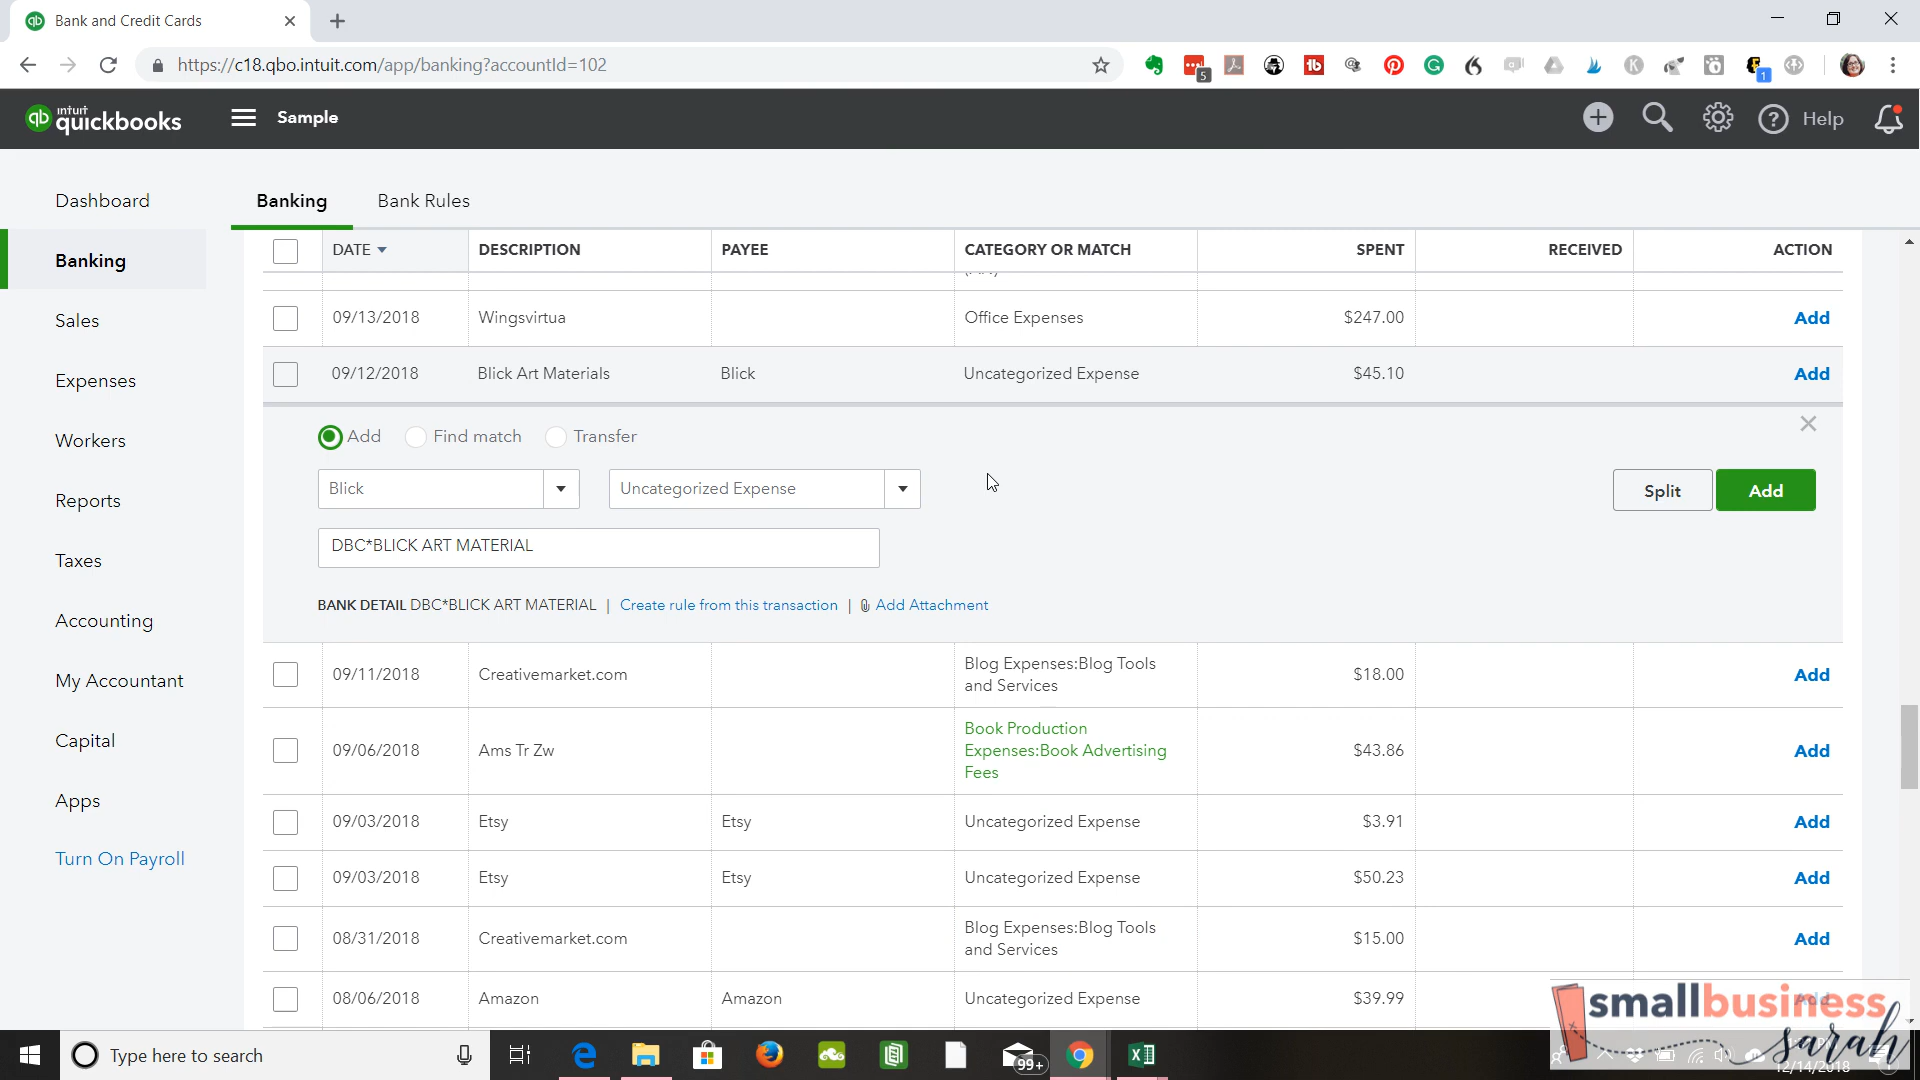 Bank and Credit Cards
https://c18.qbo.intuit.com/app/banking?accountId=102
5
1
intuit
quickbooks
Sample
Help
Dashboard
Banking
Sales
Expenses
Workers
Reports
Taxes
Accounting
My Accountant
Capital
Apps
Turn On Payroll
Banking Bank Rules
DATE DESCRIPTION PAYEE CATEGORY OR MATCH SPENT RECEIVED ACTION
09/13/2018 Wingsvirtua Office Expenses $247.00 Add
09/12/2018 Blick Art Materials Blick Uncategorized Expense $45.10 Add
Add Find match Transfer
Blick Uncategorized Expense Split Add
DBC*BLICK ART MATERIAL
BANK DETAIL DBC*BLICK ART MATERIAL | Create rule from this transaction | Add Attachment
09/11/2018 Creativemarket.com Blog Expenses:Blog Tools and Services $18.00 Add
09/06/2018 Ams Tr Zw Book Production Expenses:Book Advertising Fees $43.86 Add
09/03/2018 Etsy Etsy Uncategorized Expense $3.91 Add
09/03/2018 Etsy Etsy Uncategorized Expense $50.23 Add
08/31/2018 Creativemarket.com Blog Expenses:Blog Tools and Services $15.00 Add
08/06/2018 Amazon Amazon Uncategorized Expense $39.99 Add
smallbusiness
sarah
Type here to search
99+
12/14/2018